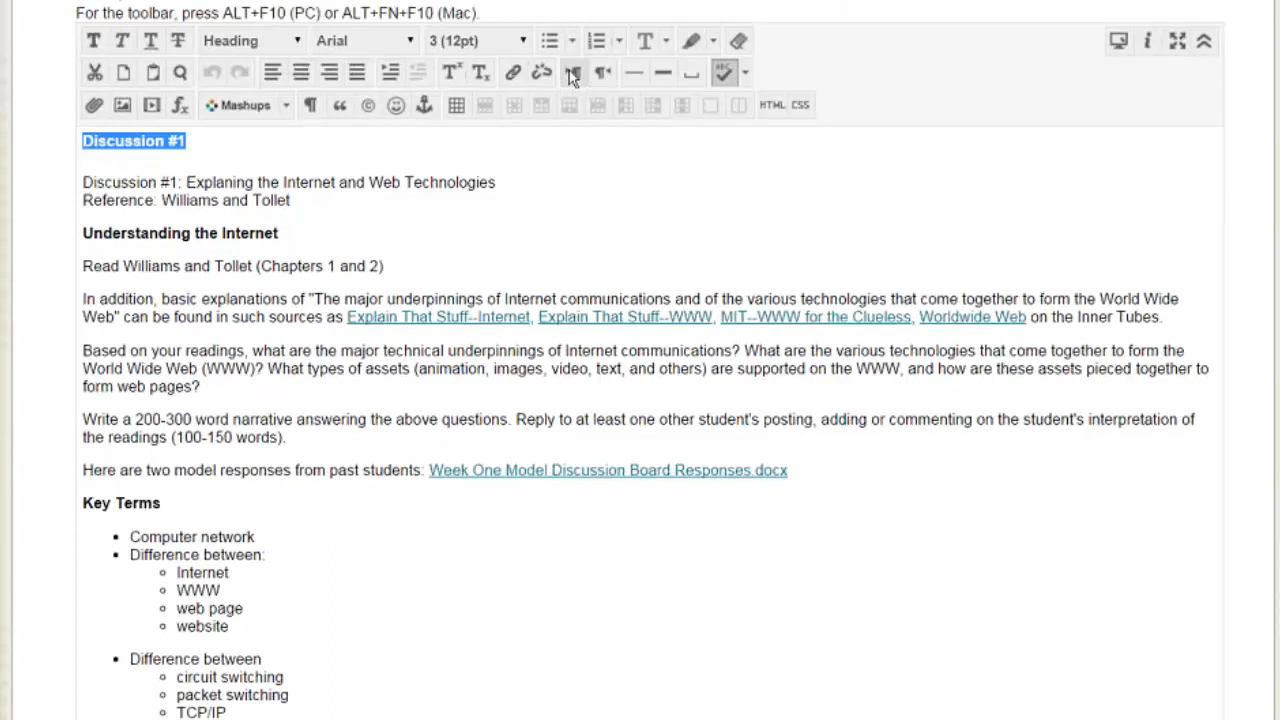 For the toolbar, press ALT+F10 (PC) or ALT+FN+F10 (Mac).
Heading Arial 3 (12pt)
Mashups HTML CSS
Discussion #1
Discussion #1: Explaning the Internet and Web Technologies
Reference: Williams and Tollet
Understanding the Internet
Read Williams and Tollet (Chapters 1 and 2)
In addition, basic explanations of "The major underpinnings of Internet communications and of the various technologies that come together to form the World Wide
Web" can be found in such sources as Explain That Stuff--Internet, Explain That Stuff--WWW, MIT--WWW for the Clueless, Worldwide Web on the Inner Tubes.
Based on your readings, what are the major technical underpinnings of Internet communications? What are the various technologies that come together to form the
World Wide Web (WWW)? What types of assets (animation, images, video, text, and others) are supported on the WWW, and how are these assets pieced together to
form web pages?
Write a 200-300 word narrative answering the above questions. Reply to at least one other student's posting, adding or commenting on the student's interpretation of
the readings (100-150 words).
Here are two model responses from past students: Week One Model Discussion Board Responses.docx
Key Terms
Computer network
Difference between:
Internet
WWW
web page
website
Difference between
circuit switching
packet switching
TCP/IP